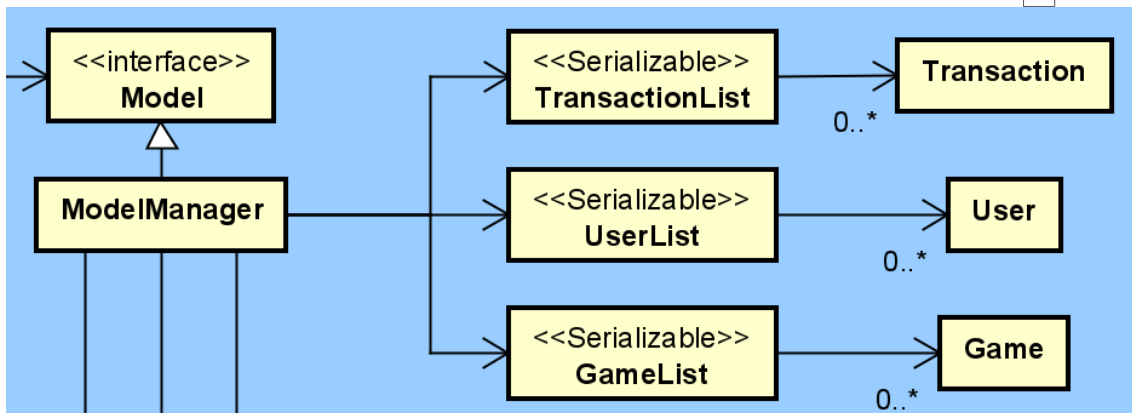 <<interface>>
Model
ModelManager
<<Serializable>>
TransactionList
Transaction
0..*
<<Serializable>>
UserList
User
0..*
<<Serializable>>
GameList
Game
0..*